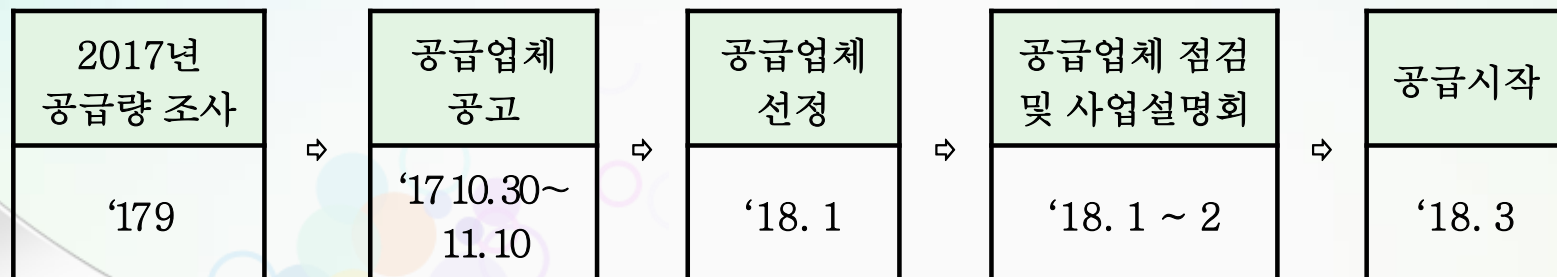 2017년
공급량 조사
‘179
⇨
공급업체
공고
‘17 10.30~
11.10
⇨
공급업체
선정
‘18. 1
⇨
공급업체 점검
및 사업설명회
‘18. 1 ~ 2
⇨
공급시작
‘18. 3